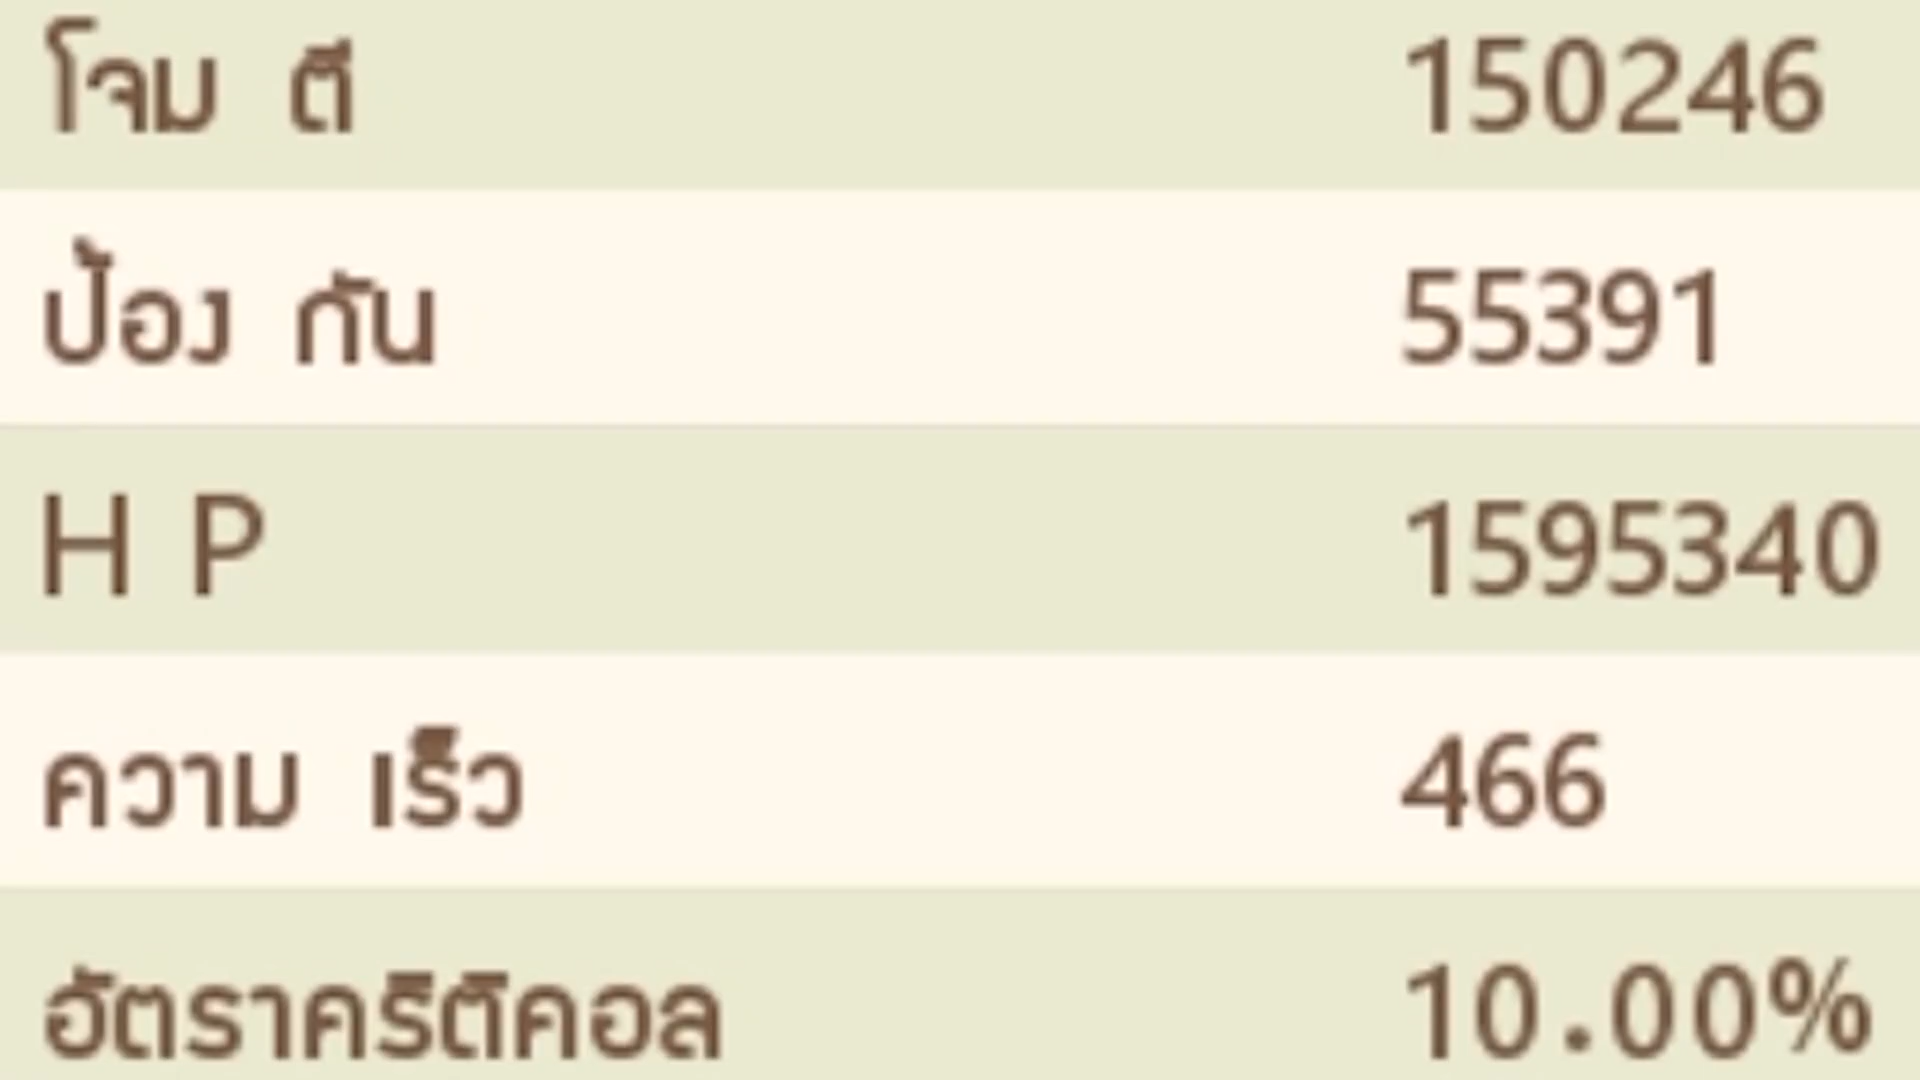 โจม ตี 150246
ป้อง กัน 55391
H P 1595340
ความ เร็ว 466
อัตราคริติคอล 10.00%